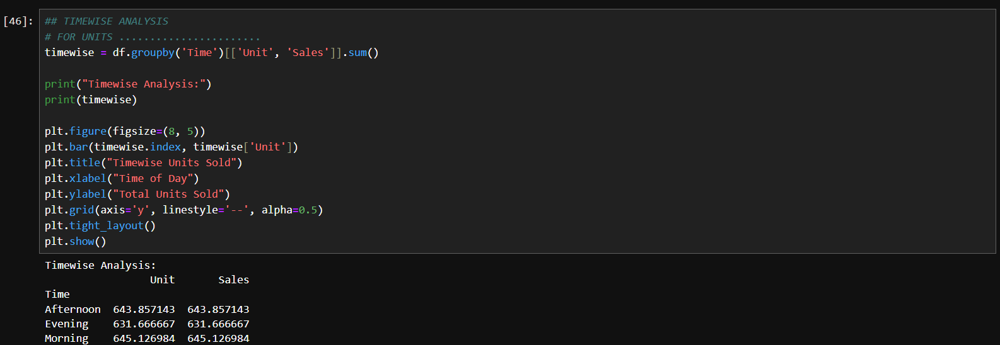 [46]:
## TIMEWISE ANALYSIS
# FOR UNITS .......................
timewise = df.groupby('Time')[['Unit', 'Sales']].sum()
print("Timewise Analysis:")
print(timewise)
plt.figure(figsize=(8, 5))
plt.bar(timewise.index, timewise['Unit'])
plt.title("Timewise Units Sold")
plt.xlabel("Time of Day")
plt.ylabel("Total Units Sold")
plt.grid(axis='y', linestyle='--', alpha=0.5)
plt.tight_layout()
plt.show()
Timewise Analysis:
Unit Sales
Time
Afternoon 643.857143 643.857143
Evening 631.666667 631.666667
Morning 645.126984 645.126984